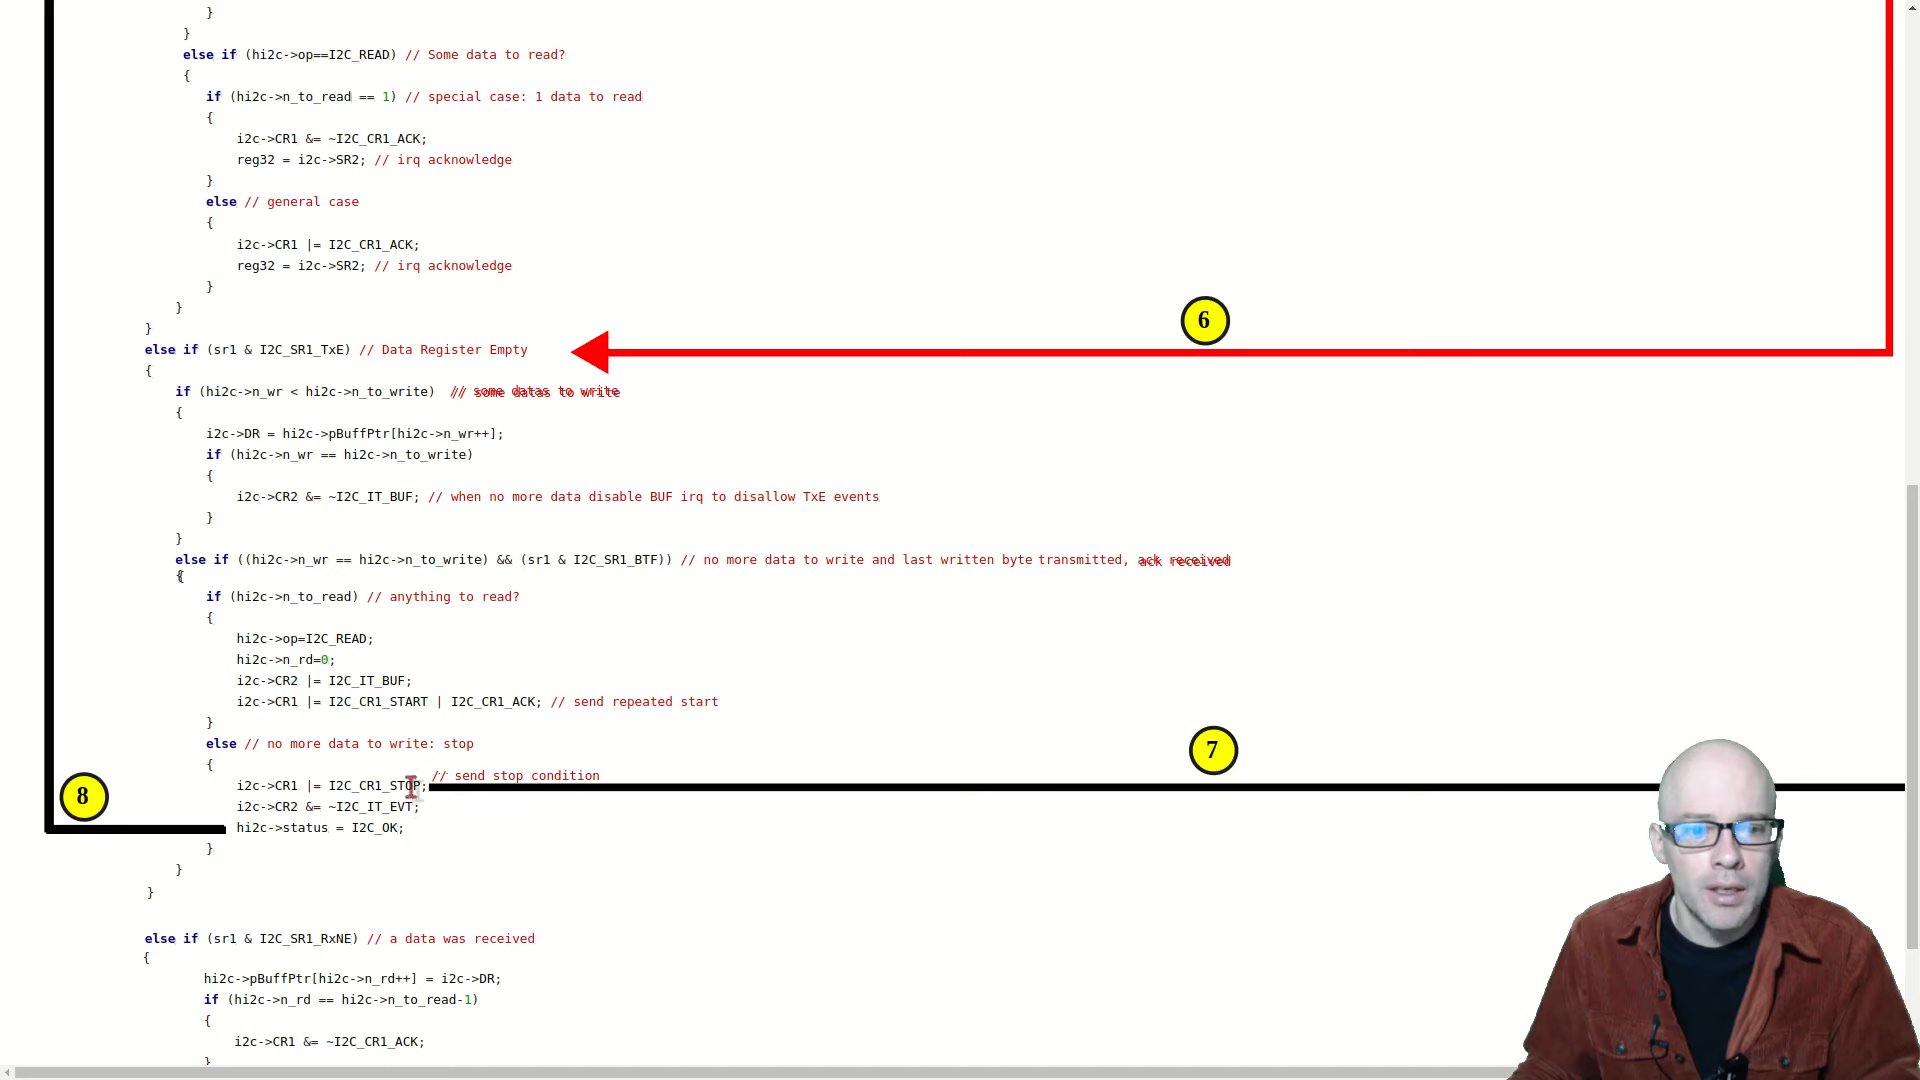 }
}
else if (hi2c->op==I2C_READ) // Some data to read?
{
if (hi2c->n_to_read == 1) // special case: 1 data to read
{
i2c->CR1 &= ~I2C_CR1_ACK;
reg32 = i2c->SR2; // irq acknowledge
}
else // general case
{
i2c->CR1 |= I2C_CR1_ACK;
reg32 = i2c->SR2; // irq acknowledge
}
}
6
}
else if (sr1 & I2C_SR1_TxE) // Data Register Empty
{
if (hi2c->n_wr < hi2c->n_to_write) // some datas to write
{
i2c->DR = hi2c->pBuffPtr[hi2c->n_wr++];
if (hi2c->n_wr == hi2c->n_to_write)
{
i2c->CR2 &= ~I2C_IT_BUF; // when no more data disable BUF irq to disallow TxE events
}
}
else if ((hi2c->n_wr == hi2c->n_to_write) && (sr1 & I2C_SR1_BTF)) // no more data to write and last written byte transmitted, ack received
{
if (hi2c->n_to_read) // anything to read?
{
hi2c->op=I2C_READ;
hi2c->n_rd=0;
i2c->CR2 |= I2C_IT_BUF;
i2c->CR1 |= I2C_CR1_START | I2C_CR1_ACK; // send repeated start
}
else // no more data to write: stop
7
{
i2c->CR1 |= I2C_CR1_STOP; // send stop condition
8
i2c->CR2 &= ~I2C_IT_EVT;
hi2c->status = I2C_OK;
}
}
}
else if (sr1 & I2C_SR1_RxNE) // a data was received
{
hi2c->pBuffPtr[hi2c->n_rd++] = i2c->DR;
if (hi2c->n_rd == hi2c->n_to_read-1)
{
i2c->CR1 &= ~I2C_CR1_ACK;
}